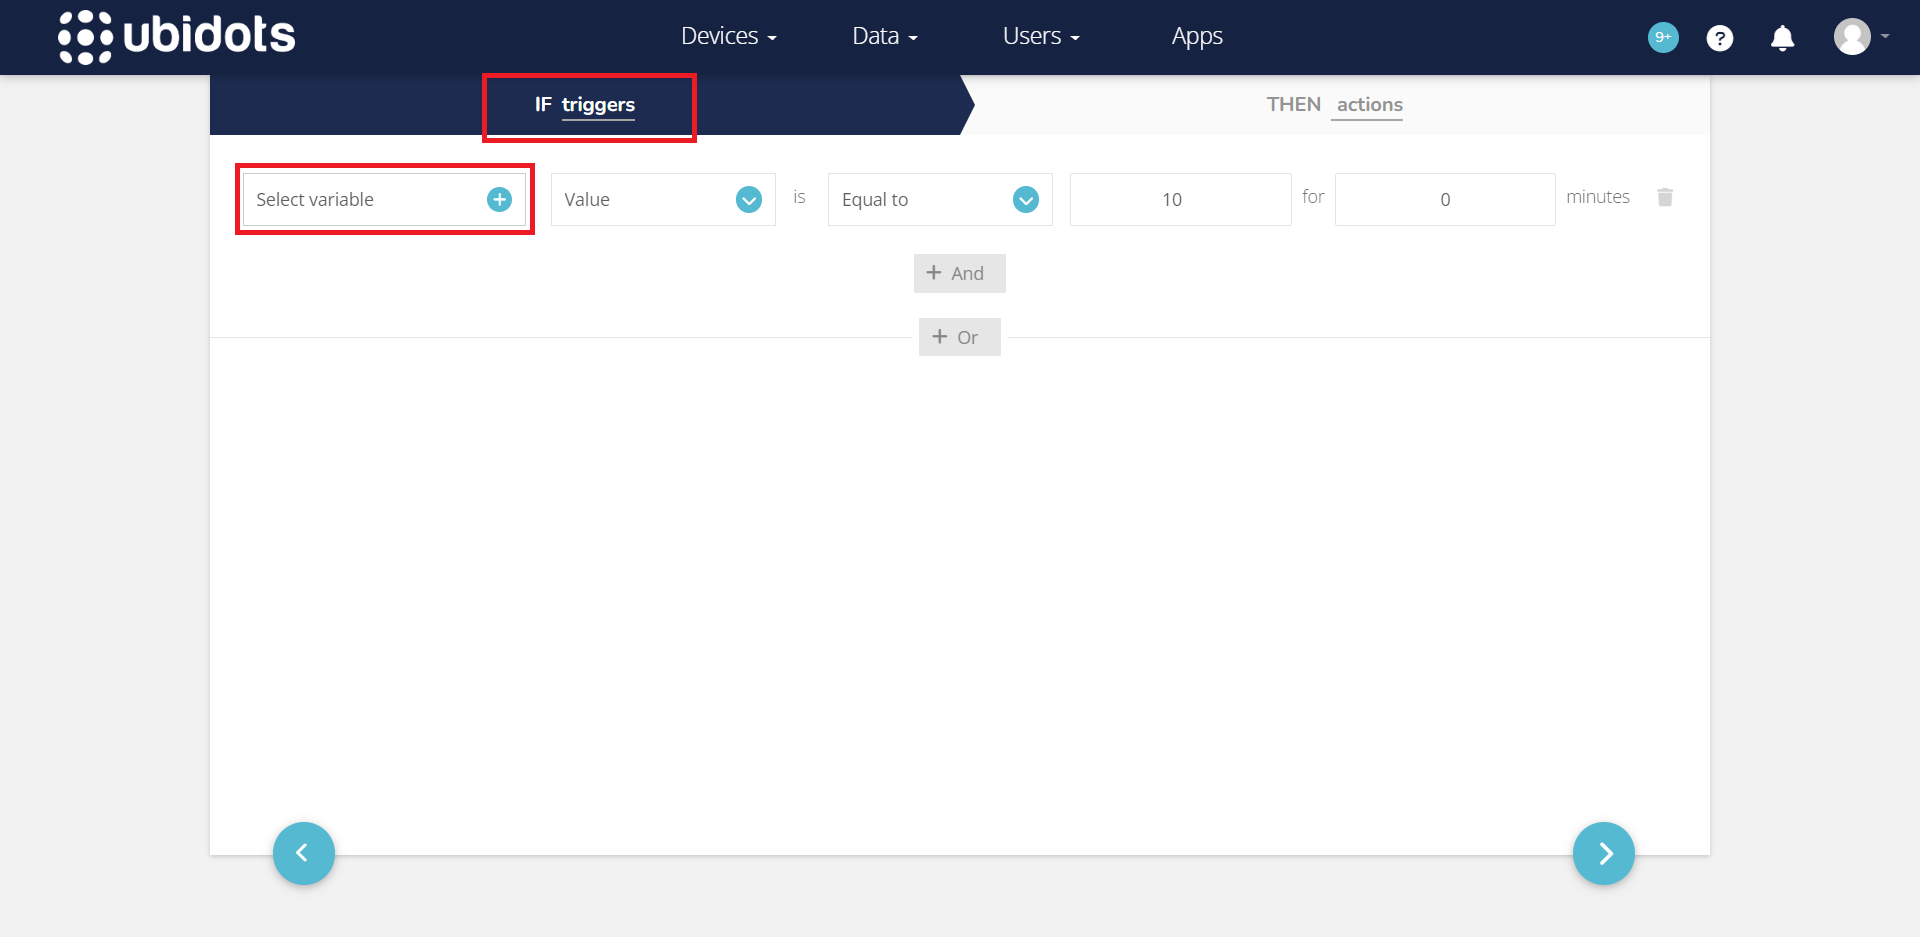 ubidots
Devices
Data
Users
Apps
9+
?
IF triggers
THEN actions
Select variable
Value
is
Equal to
10
for
0
minutes
+ And
+ Or